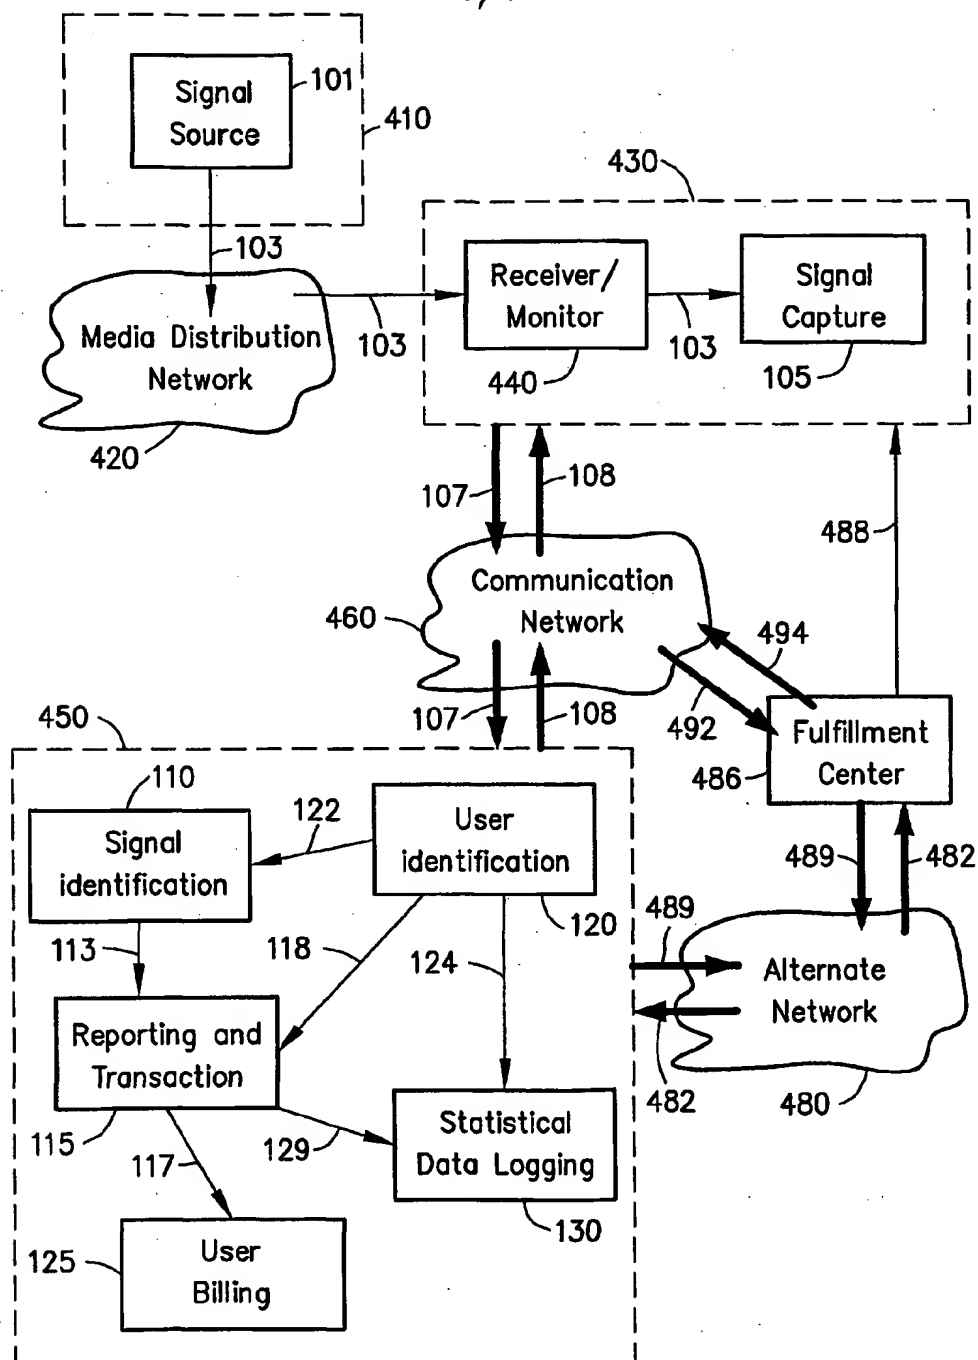 Signal
Source
101
410
103
Media Distribution
Network
420
103
430
Receiver/
Monitor
440
103
Signal
Capture
105
107
108
488
Communication
Network
460
494
492
107
108
Fulfillment
Center
486
489
482
450
110
Signal
identification
122
User
identification
120
113
118
124
489
Alternate
Network
482
480
Reporting and
Transaction
115
117
129
Statistical
Data Logging
130
125
User
Billing